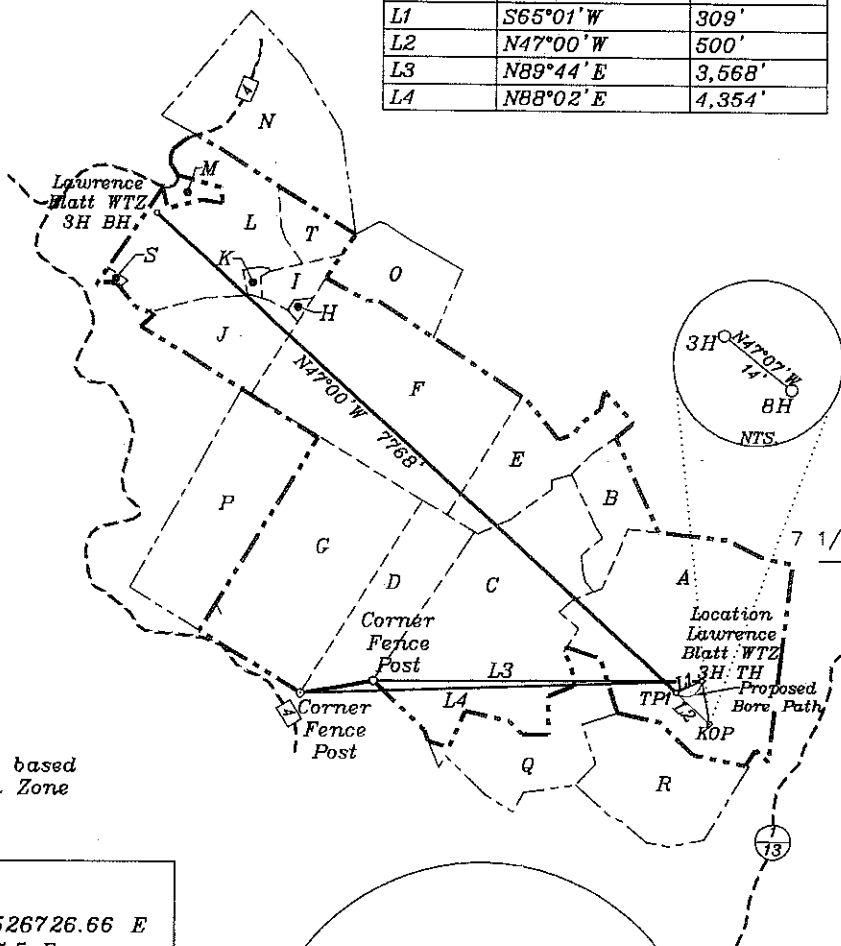 L1 S65°01'W 309'
L2 N47°00'W 500'
L3 N89°44'E 3,568'
L4 N88°02'E 4,354'
4
N
M
Lawrence
Blatt WTZ
3H BH
L
T
S
K
I
O
H
J
N47°00'W 7768'
F
3H
N47°07'W
14'
8H
NTS
E
B
P
G
D
C
A
7 1/
Corner
Fence
Post
Location
Lawrence
Blatt WTZ
3H TH
L3
L1
L4
TP1
Proposed
Bore Path
L2
KOP
4
Corner
Fence
Post
Q
R
based
Zone
1
13
526726.66 E